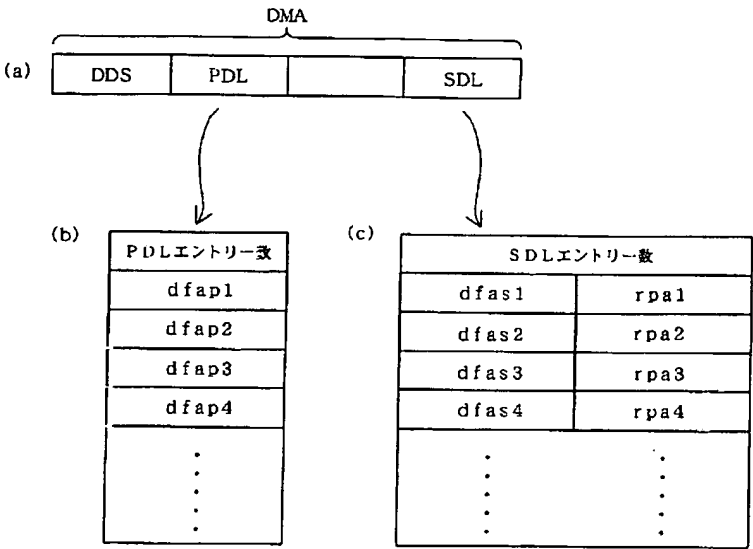 DMA
(a) DDS PDL SDL
(b)
PDLエントリー数
dfap1
dfap2
dfap3
dfap4
(c)
SDLエントリー数
dfas1 rpa1
dfas2 rpa2
dfas3 rpa3
dfas4 rpa4